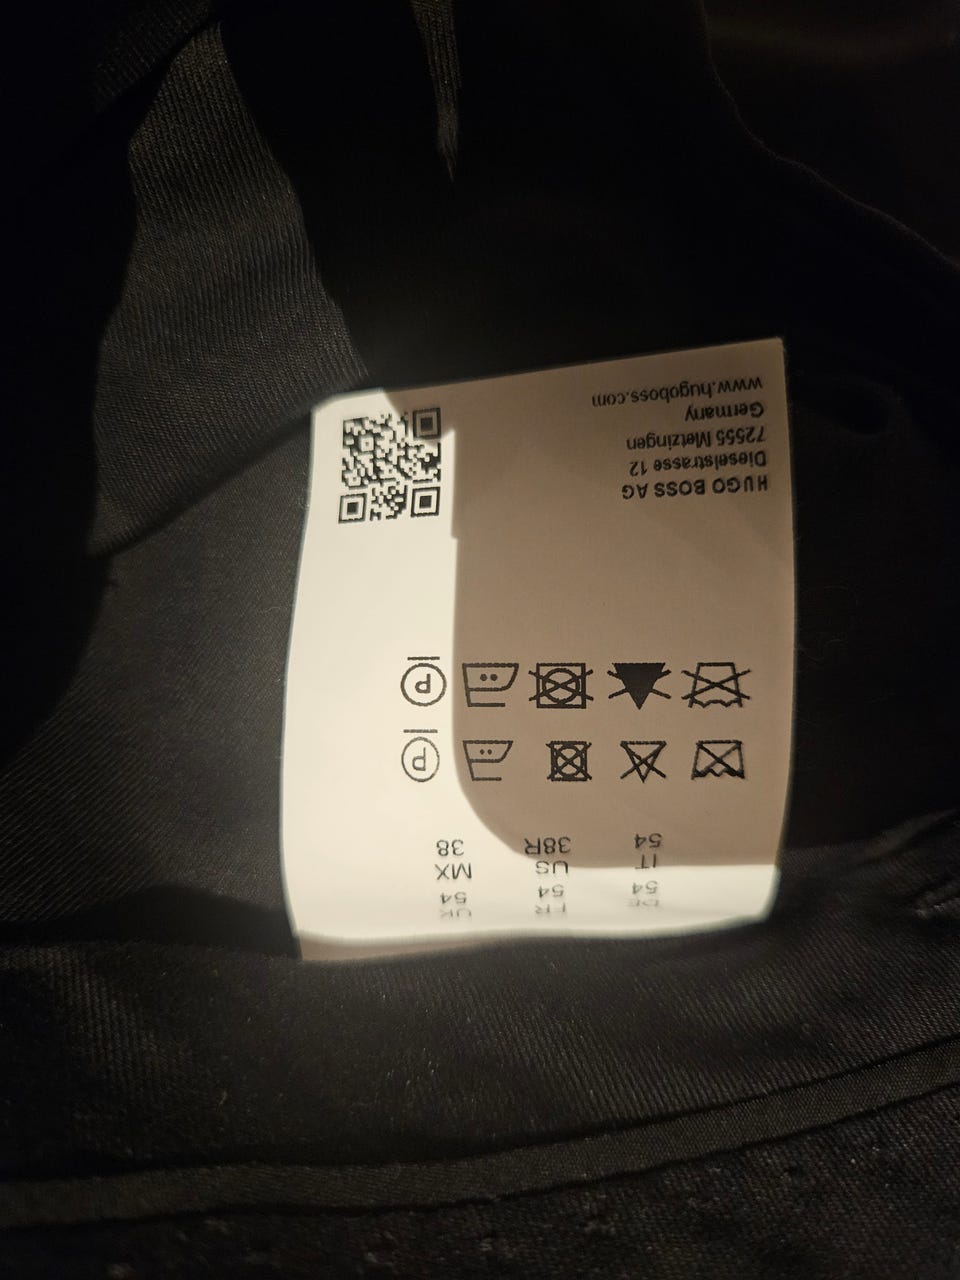 DE FR UK
54 54 54
IT US MX
54 38R 38
P
P
HUGO BOSS AG
Dieselstrasse 12
72555 Metzingen
Germany
www.hugoboss.com